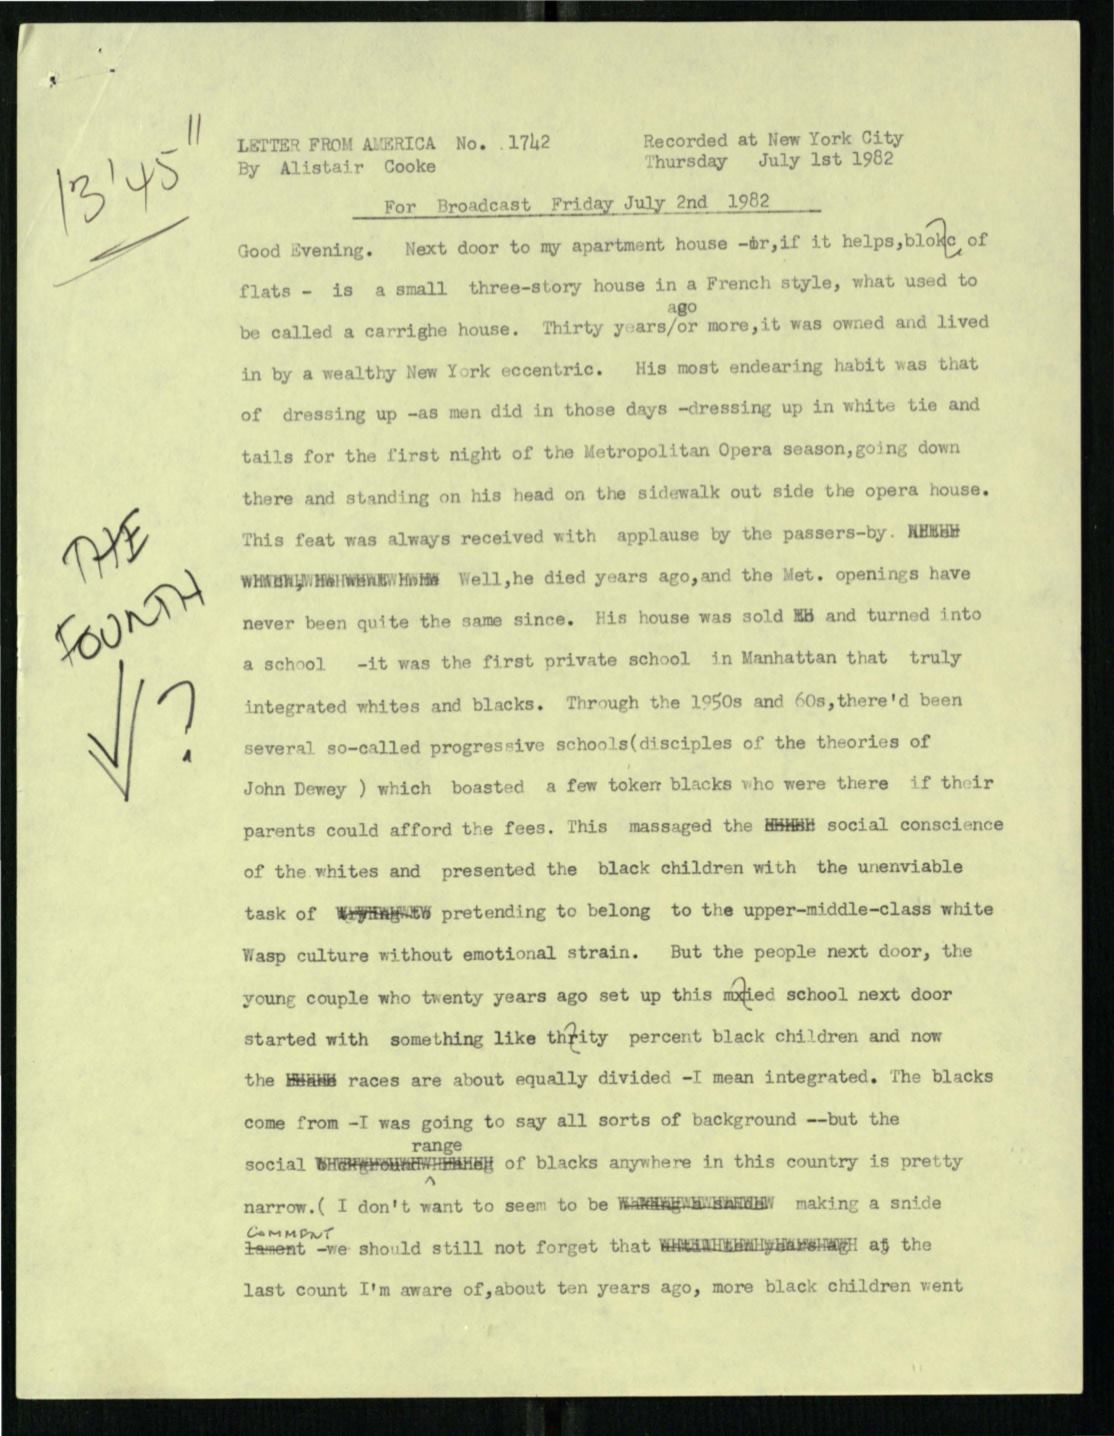 13'45"
LETTER FROM AMERICA No. 1742 Recorded at New York City
By Alistair Cooke Thursday July 1st 1982
For Broadcast Friday July 2nd 1982
Good Evening. Next door to my apartment house -or,if it helps,blokc of
flats - is a small three-story house in a French style, what used to
ago
be called a carrighe house. Thirty years/or more,it was owned and lived
in by a wealthy New York eccentric. His most endearing habit was that
of dressing up -as men did in those days -dressing up in white tie and
tails for the first night of the Metropolitan Opera season,going down
there and standing on his head on the sidewalk out side the opera house.
This feat was always received with applause by the passers-by.
Well,he died years ago,and the Met. openings have
never been quite the same since. His house was sold and turned into
a school -it was the first private school in Manhattan that truly
integrated whites and blacks. Through the 1950s and 60s,there'd been
several so-called progressive schools(disciples of the theories of
John Dewey ) which boasted a few token blacks who were there if their
parents could afford the fees. This massaged the social conscience
of the whites and presented the black children with the unenviable
task of pretending to belong to the upper-middle-class white
Wasp culture without emotional strain. But the people next door, the
young couple who twenty years ago set up this mxied school next door
started with something like thrity percent black children and now
the races are about equally divided -I mean integrated. The blacks
come from -I was going to say all sorts of background --but the
range
social of blacks anywhere in this country is pretty
narrow.( I don't want to seem to be making a snide
COMMENT
lament -we should still not forget that at the
last count I'm aware of,about ten years ago, more black children went
THE
FOURTH
?